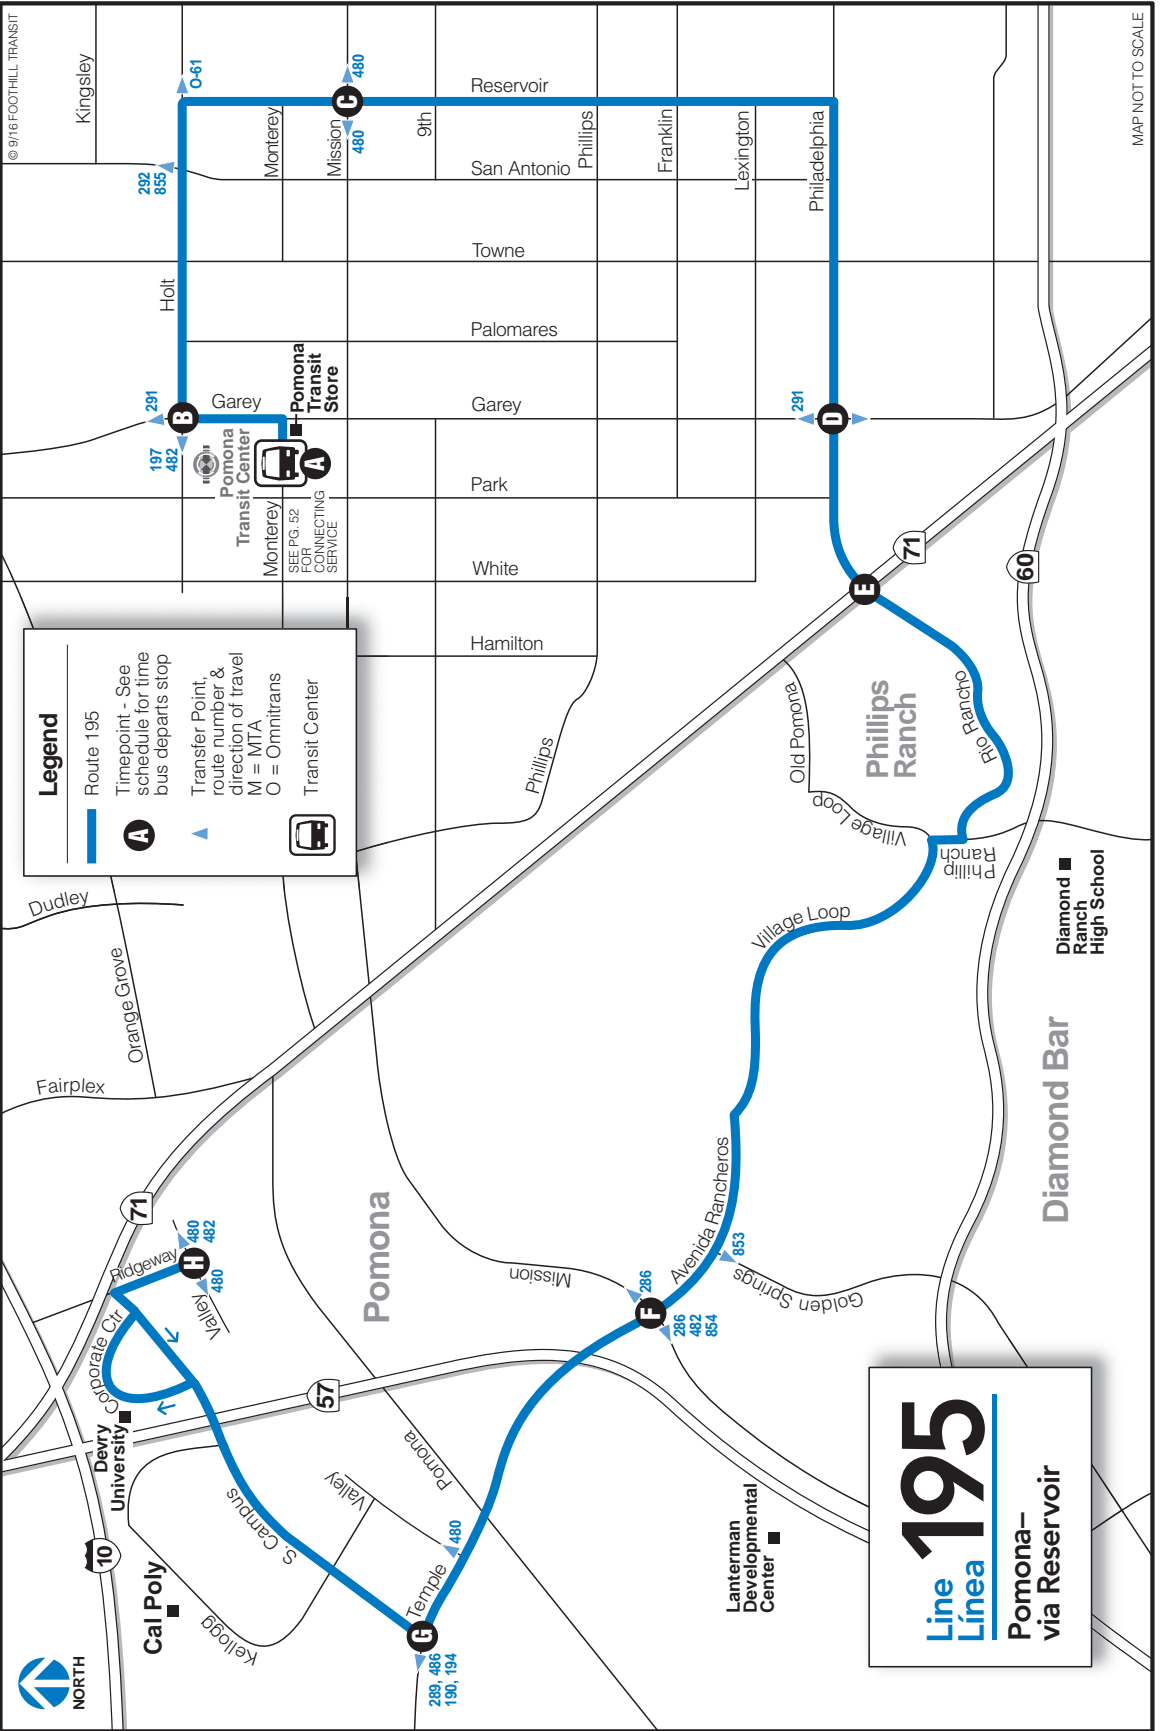 © 9/16 FOOTHILL TRANSIT
MAP NOT TO SCALE
NORTH
Legend
Route 195
A
Timepoint - See
schedule for time
bus departs stop
Transfer Point,
route number &
direction of travel
M = MTA
O = Omnitrans
Transit Center
Line
Línea
195
Pomona–
via Reservoir
10
71
57
71
60
Cal Poly
Devry
University
Kellogg
S. Campus
Corporate Ctr
Ridgeway
Valley
H
480
482
480
Fairplex
Orange Grove
Dudley
Valley
Pomona
Temple
480
G
289, 486
190, 194
Pomona
Mission
F
286
286
482
854
Avenida Rancheros
853
Golden Springs
Lanterman
Developmental
Center
Diamond Bar
Diamond
Ranch
High School
Village Loop
Phillip
Ranch
Village Loop
Old Pomona
Phillips
Ranch
Rio Rancho
Phillips
E
Hamilton
White
Park
Garey
Palomares
Towne
San Antonio
Reservoir
Monterey
SEE PG. 52
FOR
CONNECTING
SERVICE
Pomona
Transit Center
A
Pomona
Transit
Store
Garey
B
197
482
291
Holt
292
855
O-61
Kingsley
Monterey
Mission
C
480
480
9th
Phillips
Franklin
Lexington
Philadelphia
D
291